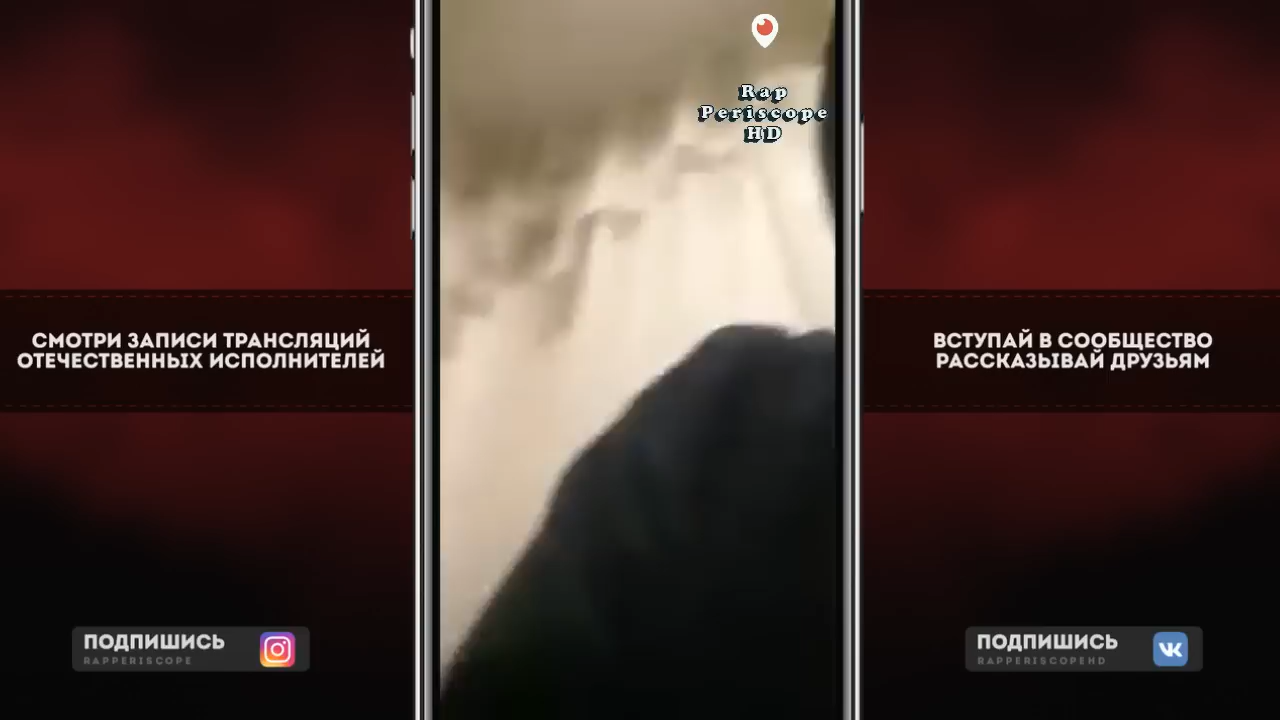 Rap
Periscope
HD
СМОТРИ ЗАПИСИ ТРАНСЛЯЦИЙ
ОТЕЧЕСТВЕННЫХ ИСПОЛНИТЕЛЕЙ
ВСТУПАЙ В СООБЩЕСТВО
РАССКАЗЫВАЙ ДРУЗЬЯМ
ПОДПИШИСЬ
RAPPERISCOPE
ПОДПИШИСЬ
RAPPERISCOPEHD